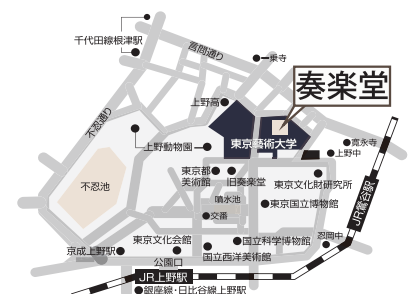 千代田線根津駅
言問通り
一乗寺
奏楽堂
上野高
不忍通り
上野動物園
東京藝術大学
寛永寺
上野中
東京都
美術館
旧奏楽堂
東京文化財研究所
不忍池
噴水池
東京国立博物館
交番
JR鶯谷駅
東京文化会館
国立科学博物館
忍岡中
京成上野駅
公園口
国立西洋美術館
JR上野駅
銀座線・日比谷線上野駅